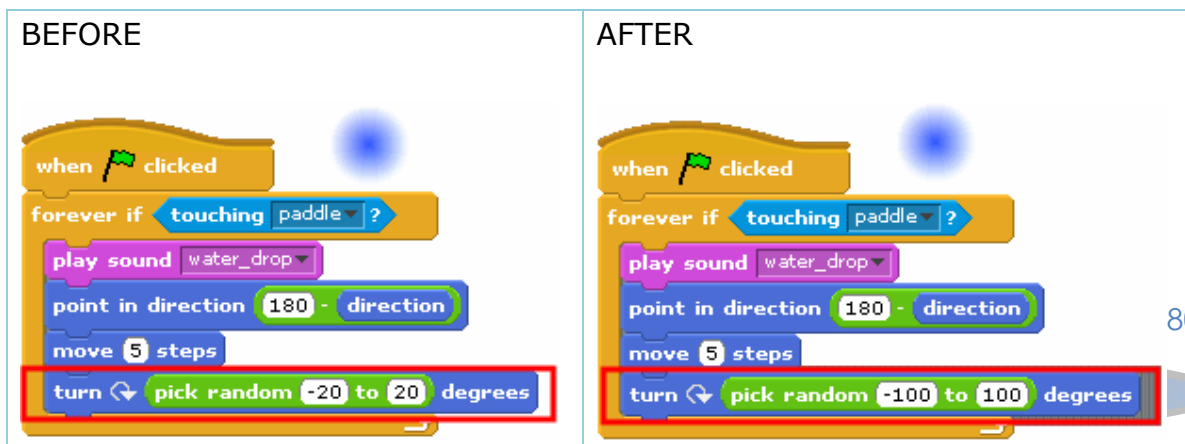 BEFORE
when clicked
forever if touching paddle ?
play sound water_drop
point in direction 180 - direction
move 5 steps
turn pick random -20 to 20 degrees
AFTER
when clicked
forever if touching paddle ?
play sound water_drop
point in direction 180 - direction
move 5 steps
turn pick random -100 to 100 degrees